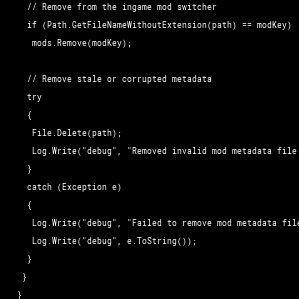 // Remove from the ingame mod switcher
if (Path.GetFileNameWithoutExtension(path) == modKey)
mods.Remove(modKey);
// Remove stale or corrupted metadata
try
{
File.Delete(path);
Log.Write("debug", "Removed invalid mod metadata file
}
catch (Exception e)
{
Log.Write("debug", "Failed to remove mod metadata file
Log.Write("debug", e.ToString());
}
}
}